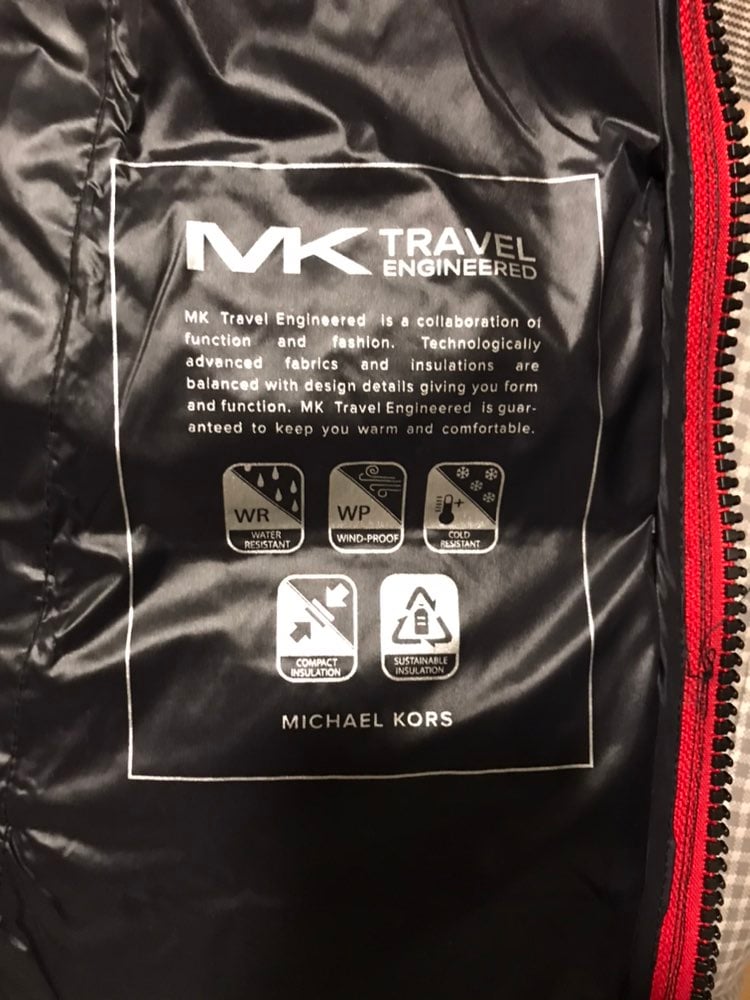 MK TRAVEL
ENGINEERED
MK Travel Engineered is a collaboration of
function and fashion. Technologically
advanced fabrics and insulations are
balanced with design details giving you form
and function. MK Travel Engineered is guar-
anteed to keep you warm and comfortable.
WR WP
WATER
RESISTANT
WIND-PROOF
COLD
RESISTANT
COMPACT
INSULATION
SUSTAINABLE
INSULATION
MICHAEL KORS